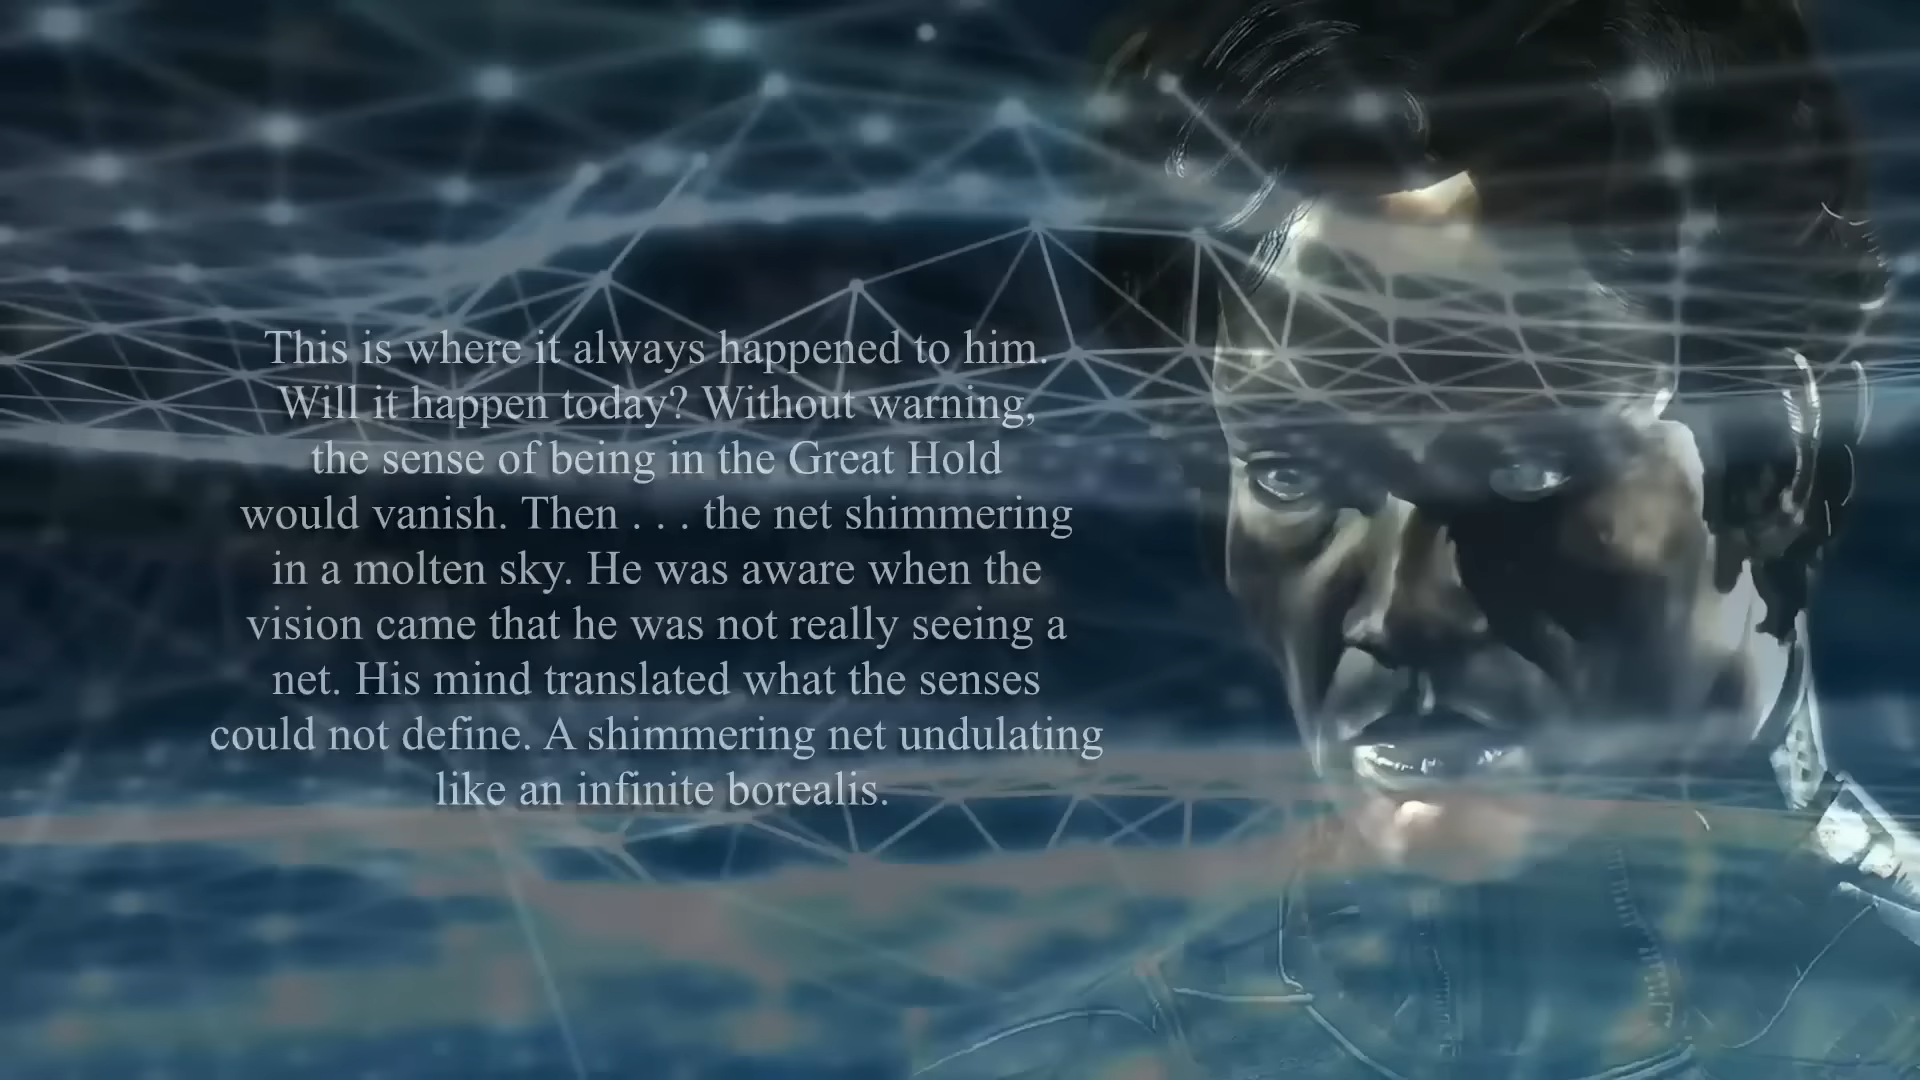 This is where it always happened to him.
Will it happen today? Without warning,
the sense of being in the Great Hold
would vanish. Then . . . the net shimmering
in a molten sky. He was aware when the
vision came that he was not really seeing a
net. His mind translated what the senses
could not define. A shimmering net undulating
like an infinite borealis.